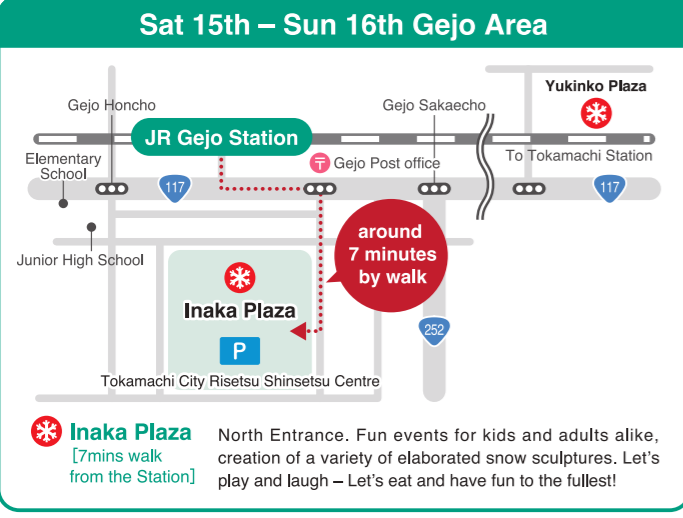 Sat 15th – Sun 16th Gejo Area
Yukinko Plaza
Gejo Honcho
Gejo Sakaecho
JR Gejo Station
Elementary
School
〒 Gejo Post office
To Tokamachi Station
117
117
Junior High School
around
7 minutes
by walk
Inaka Plaza
P
252
Tokamachi City Risetsu Shinsetsu Centre
Inaka Plaza
[7mins walk
from the Station]
North Entrance. Fun events for kids and adults alike,
creation of a variety of elaborated snow sculptures. Let's
play and laugh – Let's eat and have fun to the fullest!